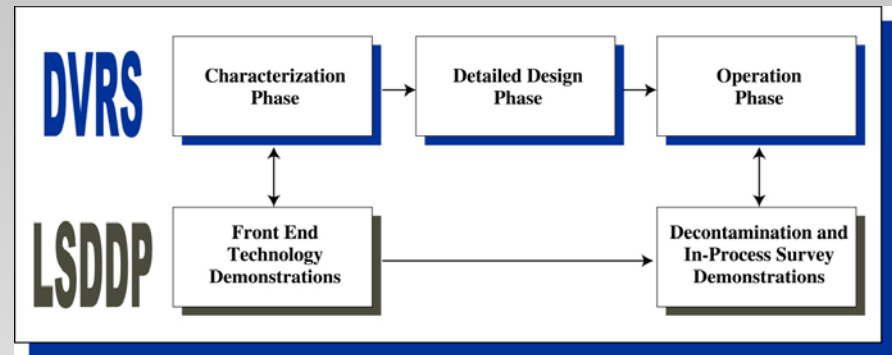 DVRS
Characterization
Phase
Detailed Design
Phase
Operation
Phase
LSDDP
Front End
Technology
Demonstrations
Decontamination and
In-Process Survey
Demonstrations